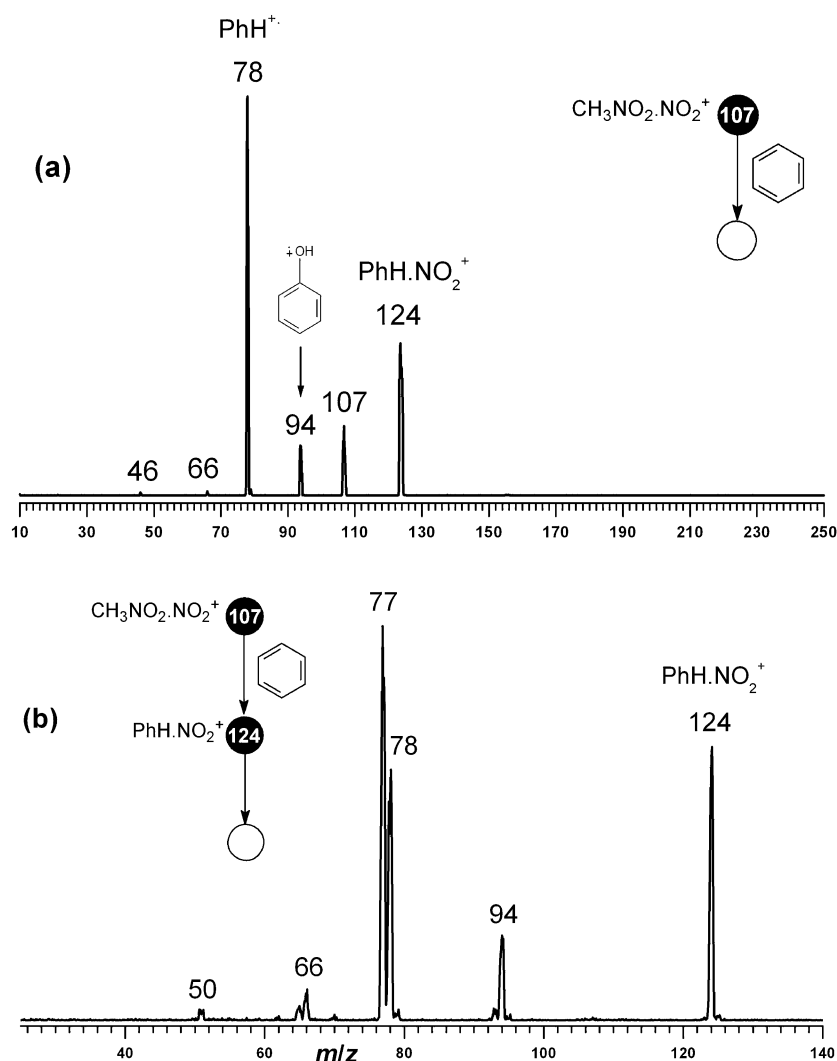 PhH+.
78
CH3NO2.NO2+ 107
(a)
+. OH
PhH.NO2+
124
107
94
46
66
10 30 50 70 90 110 130 150 170 190 210 230 250
77
CH3NO2.NO2+ 107
PhH.NO2+
124
(b)
PhH.NO2+ 124
78
94
66
50
40 60 m/z 80 100 120 140